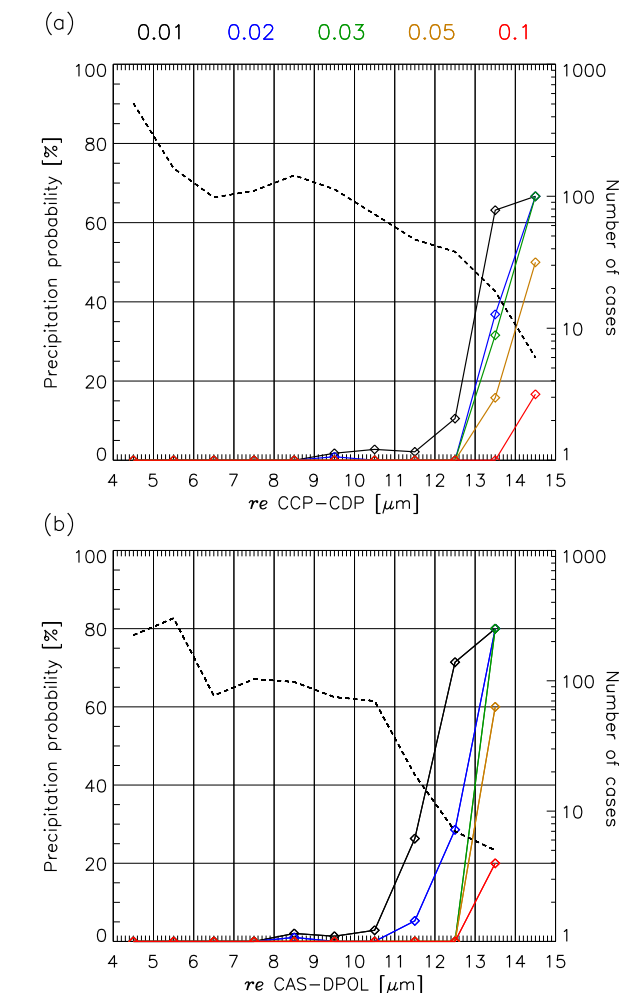 (a)
0.01 0.02 0.03 0.05 0.1
100 1000
80
Precipitation probability [%]
60 100
Number of cases
40
10
20
0 1
4 5 6 7 8 9 10 11 12 13 14 15
re CCP−CDP [μm]
(b)
100 1000
80
Precipitation probability [%]
60 100
Number of cases
40
10
20
0 1
4 5 6 7 8 9 10 11 12 13 14 15
re CAS−DPOL [μm]